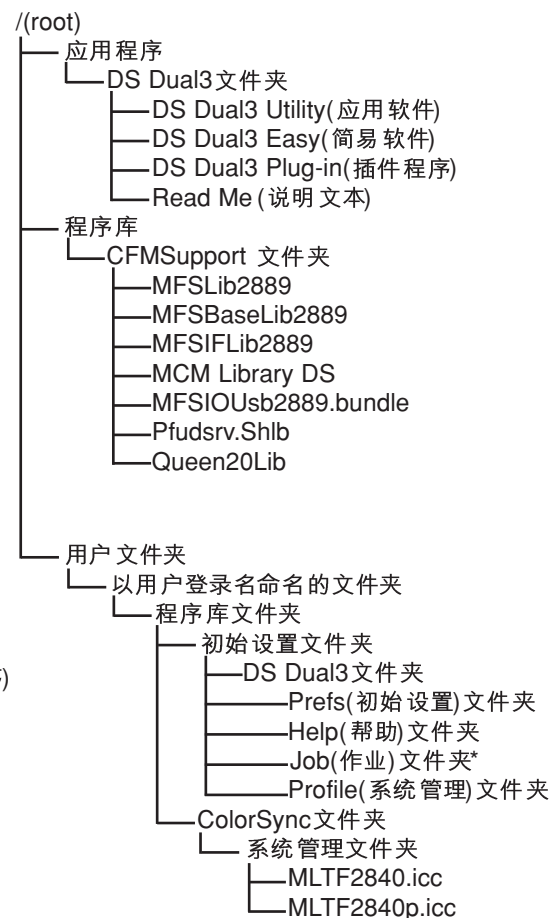 /(root)
应用程序
DS Dual3文件夹
DS Dual3 Utility(应用软件)
DS Dual3 Easy(简易软件)
DS Dual3 Plug-in(插件程序)
Read Me (说明文本)
程序库
CFMSupport 文件夹
MFSLib2889
MFSBaseLib2889
MFSIFLib2889
MCM Library DS
MFSIOUsb2889.bundle
Pfudsrv.Shlb
Queen20Lib
用户文件夹
以用户登录名命名的文件夹
程序库文件夹
初始设置文件夹
DS Dual3文件夹
Prefs(初始设置)文件夹
Help(帮助)文件夹
Job(作业)文件夹*
Profile(系统管理)文件夹
ColorSync文件夹
系统管理文件夹
MLTF2840.icc
MLTF2840p.icc